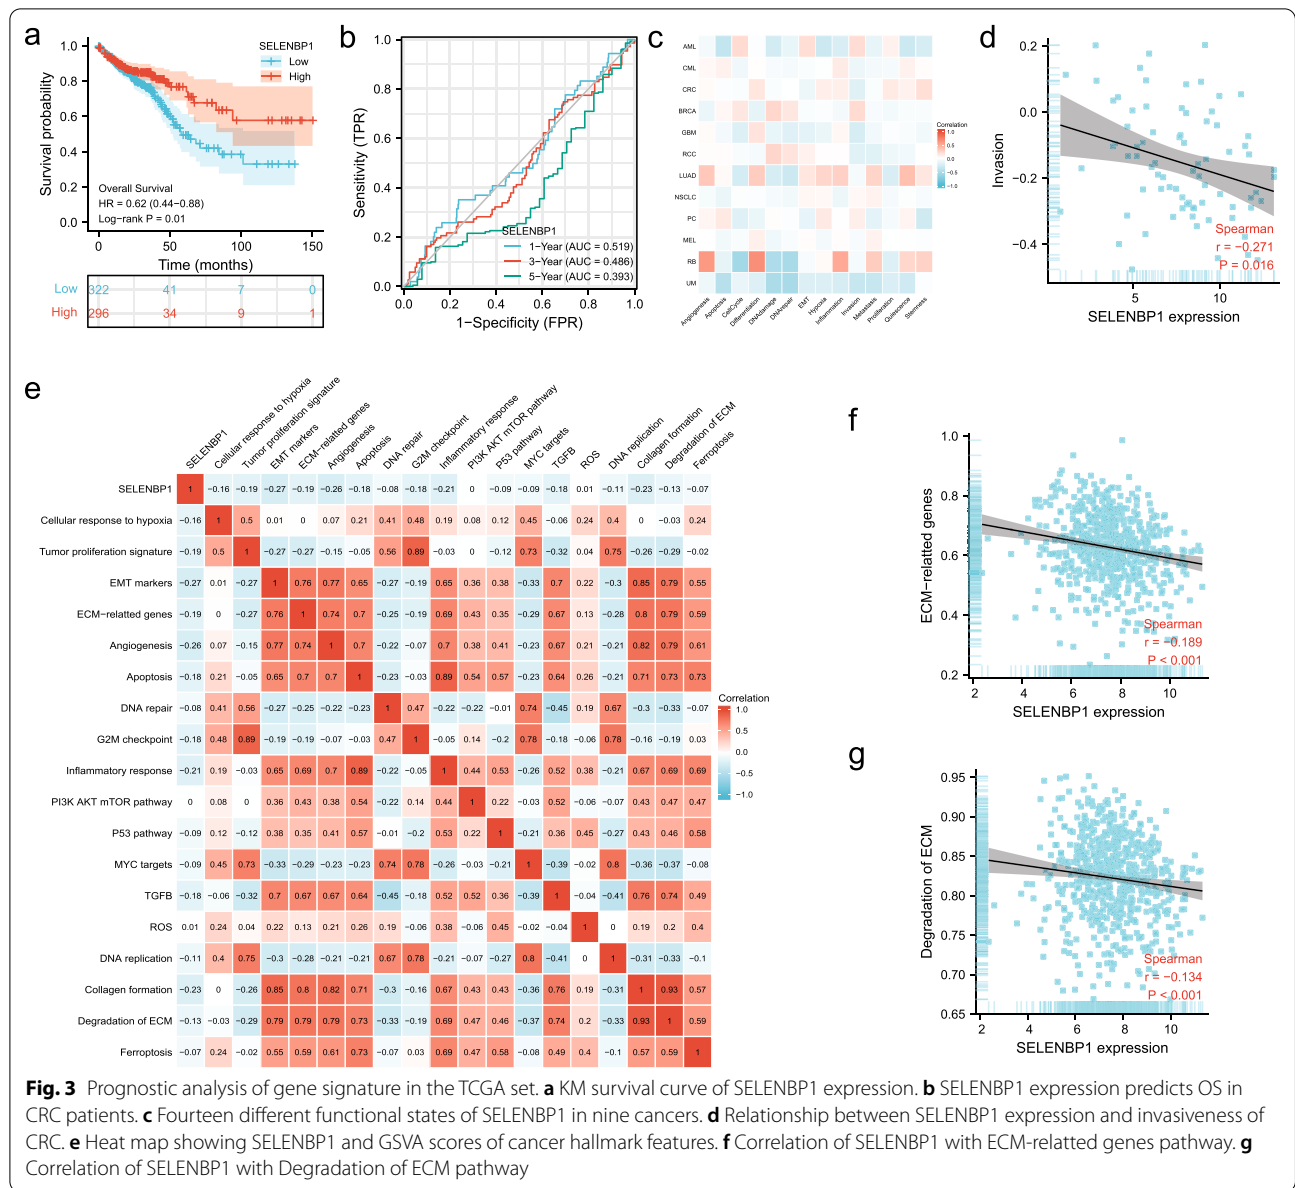 a
SELENBP1
Low
High
Survival probability
1.0
0.8
0.6
0.4
0.2
0.0
Overall Survival
HR = 0.62 (0.44−0.88)
Log−rank P = 0.01
0 50 100 150
Time (months)
Low 322 41 7 0
High 296 34 9 1
b
Sensitivity (TPR)
1.0
0.8
0.6
0.4
0.2
0.0
SELENBP1
1−Year (AUC = 0.519)
3−Year (AUC = 0.486)
5−Year (AUC = 0.393)
0.0 0.2 0.4 0.6 0.8 1.0
1−Specificity (FPR)
c
AML
CML
CRC
BRCA
GBM
RCC
LUAD
NSCLC
PC
MEL
RB
UM
Angiogenesis Apoptosis CellCycle Differentiation DNAdamage DNArepair EMT Hypoxia Inflammation Invasion Metastasis Proliferation Quiescence Stemness
Correlation
1.0
0.5
0.0
−0.5
−1.0
d
Invasion
0.2
0.0
−0.2
−0.4
Spearman
r = −0.271
P = 0.016
5 10
SELENBP1 expression
e
SELENBP1 Cellular response to hypoxia Tumor proliferation signature EMT markers ECM−relatted genes Angiogenesis Apoptosis DNA repair G2M checkpoint Inflammatory response PI3K AKT mTOR pathway P53 pathway MYC targets TGFB ROS DNA replication Collagen formation Degradation of ECM Ferroptosis
SELENBP1 1 −0.16 −0.19 −0.27 −0.19 −0.26 −0.18 −0.08 −0.18 −0.21 0 −0.09 −0.09 −0.18 0.01 −0.11 −0.23 −0.13 −0.07
Cellular response to hypoxia −0.16 1 0.5 0.01 0 0.07 0.21 0.41 0.48 0.19 0.08 0.12 0.45 −0.06 0.24 0.4 0 −0.03 0.24
Tumor proliferation signature −0.19 0.5 1 −0.27 −0.27 −0.15 −0.05 0.56 0.89 −0.03 0 −0.12 0.73 −0.32 0.04 0.75 −0.26 −0.29 −0.02
EMT markers −0.27 0.01 −0.27 1 0.76 0.77 0.65 −0.27 −0.19 0.65 0.36 0.38 −0.33 0.7 0.22 −0.3 0.85 0.79 0.55
ECM−relatted genes −0.19 0 −0.27 0.76 1 0.74 0.7 −0.25 −0.19 0.69 0.43 0.35 −0.29 0.67 0.13 −0.28 0.8 0.79 0.59
Angiogenesis −0.26 0.07 −0.15 0.77 0.74 1 0.7 −0.22 −0.07 0.7 0.38 0.41 −0.23 0.67 0.21 −0.21 0.82 0.79 0.61
Apoptosis −0.18 0.21 −0.05 0.65 0.7 0.7 1 −0.23 −0.03 0.89 0.54 0.57 −0.23 0.64 0.26 −0.21 0.71 0.73 0.73
DNA repair −0.08 0.41 0.56 −0.27 −0.25 −0.22 −0.23 1 0.47 −0.22 −0.22 −0.01 0.74 −0.45 0.19 0.67 −0.3 −0.33 −0.07
G2M checkpoint −0.18 0.48 0.89 −0.19 −0.19 −0.07 −0.03 0.47 1 −0.05 0.14 −0.2 0.78 −0.18 −0.06 0.78 −0.16 −0.19 0.03
Inflammatory response −0.21 0.19 −0.03 0.65 0.69 0.7 0.89 −0.22 −0.05 1 0.44 0.53 −0.26 0.52 0.38 −0.21 0.67 0.69 0.69
PI3K AKT mTOR pathway 0 0.08 0 0.36 0.43 0.38 0.54 −0.22 0.14 0.44 1 0.22 −0.03 0.52 −0.06 −0.07 0.43 0.47 0.47
P53 pathway −0.09 0.12 −0.12 0.38 0.35 0.41 0.57 −0.01 −0.2 0.53 0.22 1 −0.21 0.36 0.45 −0.27 0.43 0.46 0.58
MYC targets −0.09 0.45 0.73 −0.33 −0.29 −0.23 −0.23 0.74 0.78 −0.26 −0.03 −0.21 1 −0.39 −0.02 0.8 −0.36 −0.37 −0.08
TGFB −0.18 −0.06 −0.32 0.7 0.67 0.67 0.64 −0.45 −0.18 0.52 0.52 0.36 −0.39 1 −0.04 −0.41 0.76 0.74 0.49
ROS 0.01 0.24 0.04 0.22 0.13 0.21 0.26 0.19 −0.06 0.38 −0.06 0.45 −0.02 −0.04 1 0 0.19 0.2 0.4
DNA replication −0.11 0.4 0.75 −0.3 −0.28 −0.21 −0.21 0.67 0.78 −0.21 −0.07 −0.27 0.8 −0.41 0 1 −0.31 −0.33 −0.1
Collagen formation −0.23 0 −0.26 0.85 0.8 0.82 0.71 −0.3 −0.16 0.67 0.43 0.43 −0.36 0.76 0.19 −0.31 1 0.93 0.57
Degradation of ECM −0.13 −0.03 −0.29 0.79 0.79 0.79 0.73 −0.33 −0.19 0.69 0.47 0.46 −0.37 0.74 0.2 −0.33 0.93 1 0.59
Ferroptosis −0.07 0.24 −0.02 0.55 0.59 0.61 0.73 −0.07 0.03 0.69 0.47 0.58 −0.08 0.49 0.4 −0.1 0.57 0.59 1
Correlation
1.0
0.5
0.0
−0.5
−1.0
f
ECM−related genes
1.0
0.8
0.6
0.4
0.2
Spearman
r = −0.189
P < 0.001
2 4 6 8 10
SELENBP1 expression
g
Degradation of ECM
0.95
0.90
0.85
0.80
0.75
0.70
0.65
Spearman
r = −0.134
P < 0.001
2 4 6 8 10
SELENBP1 expression
Fig. 3 Prognostic analysis of gene signature in the TCGA set. a KM survival curve of SELENBP1 expression. b SELENBP1 expression predicts OS in
CRC patients. c Fourteen different functional states of SELENBP1 in nine cancers. d Relationship between SELENBP1 expression and invasiveness of
CRC. e Heat map showing SELENBP1 and GSVA scores of cancer hallmark features. f Correlation of SELENBP1 with ECM-relatted genes pathway. g
Correlation of SELENBP1 with Degradation of ECM pathway